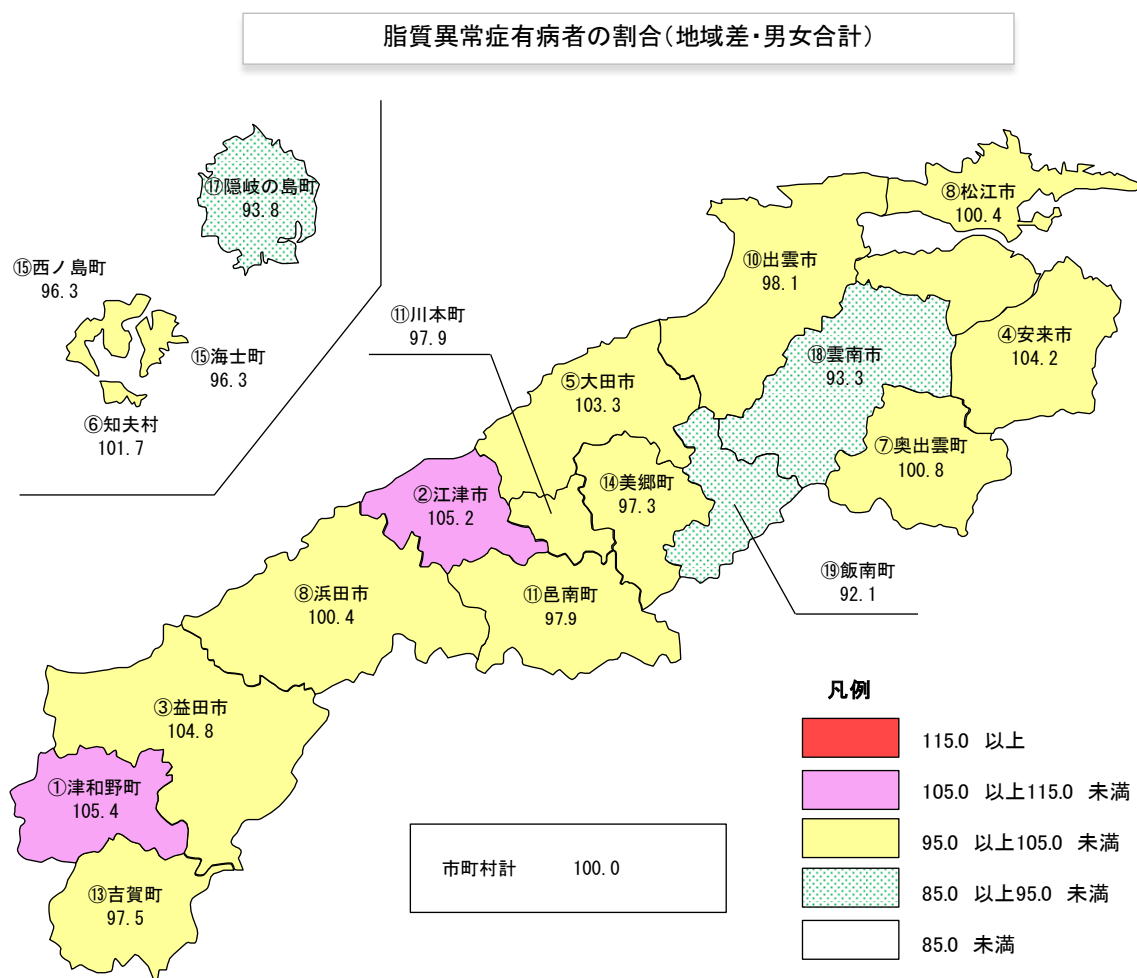 脂質異常症有病者の割合（地域差・男女合計）
⑰隠岐の島町
93.8
⑮西ノ島町
96.3
⑮海士町
96.3
⑥知夫村
101.7
⑧松江市
100.4
⑩出雲市
98.1
④安来市
104.2
⑱雲南市
93.3
⑪川本町
97.9
⑤大田市
103.3
⑦奥出雲町
100.8
⑭美郷町
97.3
②江津市
105.2
⑲飯南町
92.1
⑧浜田市
100.4
⑪邑南町
97.9
③益田市
104.8
①津和野町
105.4
⑬吉賀町
97.5
市町村計 100.0
凡例
115.0 以上
105.0 以上115.0 未満
95.0 以上105.0 未満
85.0 以上95.0 未満
85.0 未満